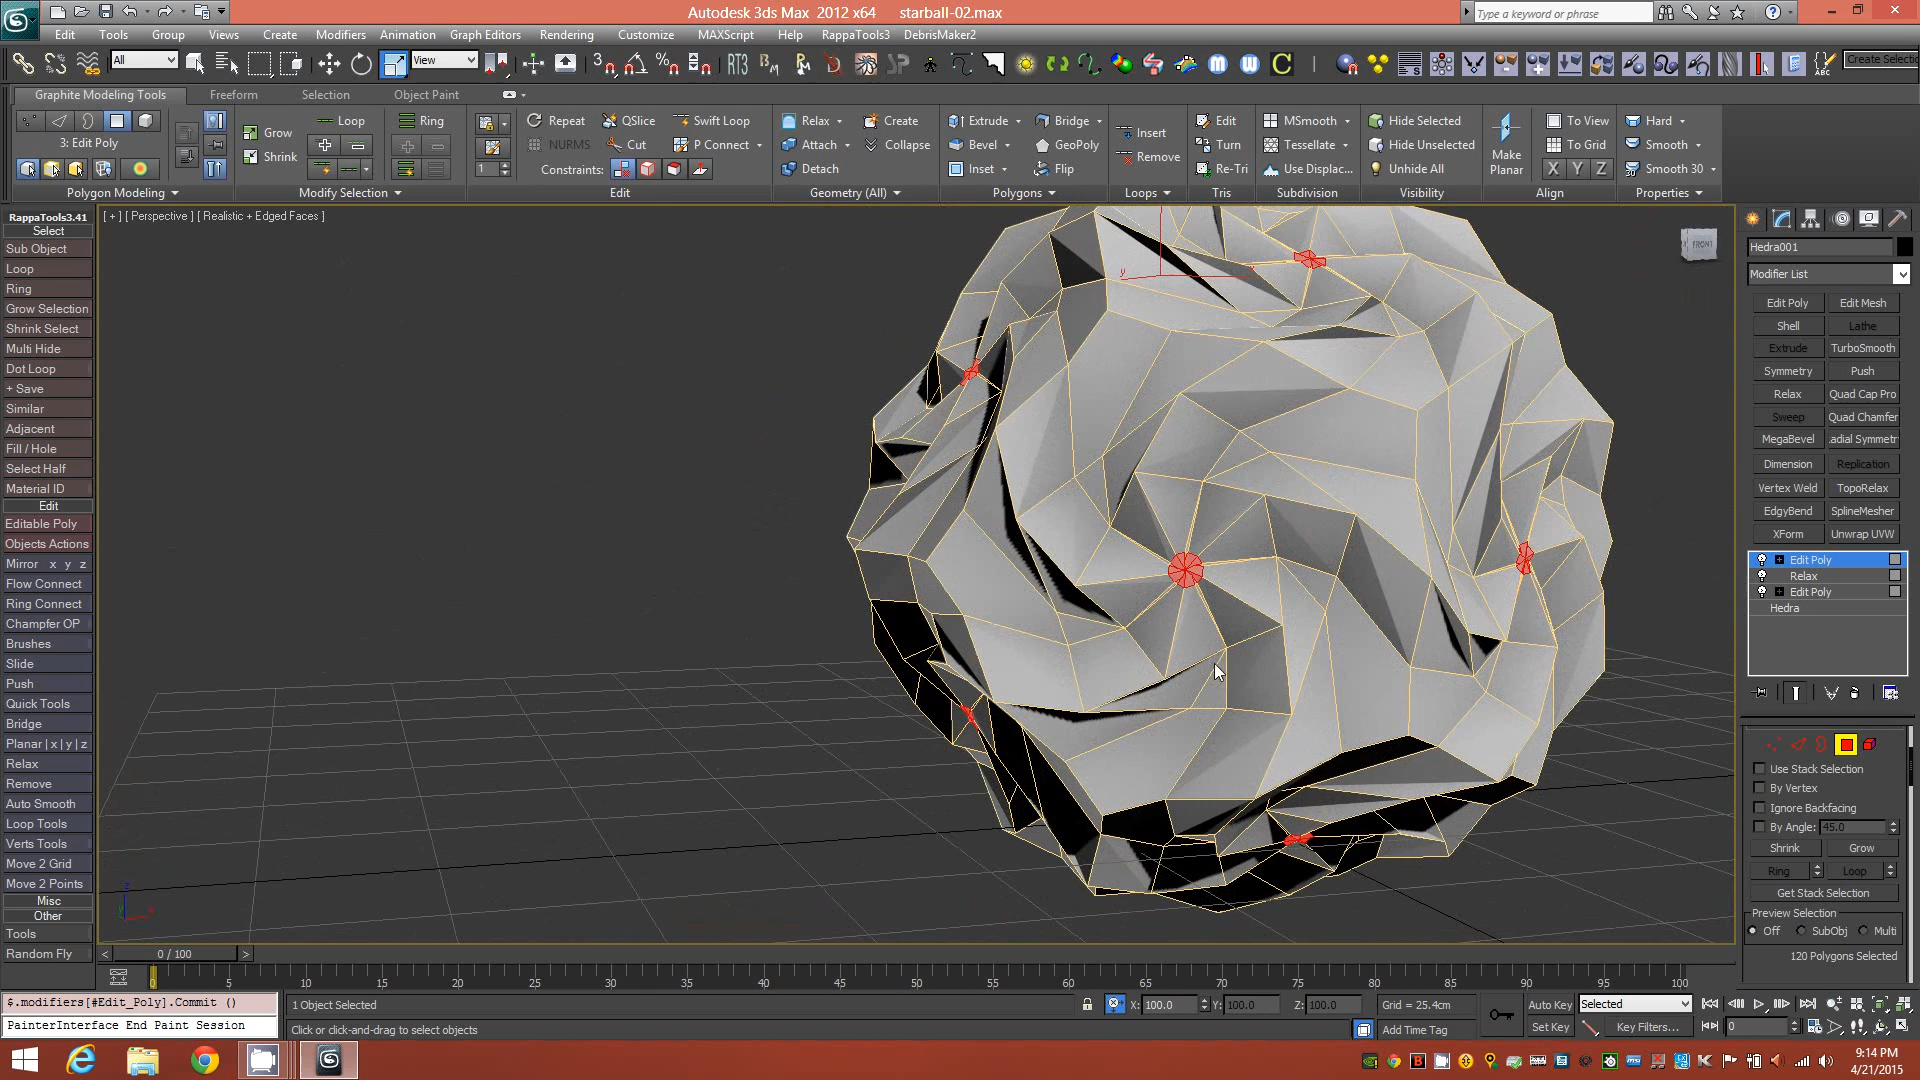 Autodesk 3ds Max 2012 x64 starball-02.max
Type a keyword or phrase
Edit Tools Group Views Create Modifiers Animation Graph Editors Rendering Customize MAXScript Help RappaTools3 DebrisMaker2
All View Create Selectio
Graphite Modeling Tools Freeform Selection Object Paint
3: Edit Poly
Grow Loop Ring Repeat QSlice Swift Loop Relax Create Extrude Bridge Insert Edit MSmooth Hide Selected To View Hard
Shrink NURMS Cut P Connect Attach Collapse Bevel GeoPoly Remove Turn Tessellate Hide Unselected Make Planar To Grid Smooth
1 Constraints: Detach Inset Flip Re-Tri Use Displac... Unhide All X Y Z Smooth 30
Polygon Modeling Modify Selection Edit Geometry (All) Polygons Loops Tris Subdivision Visibility Align Properties
RappaTools3.41
Select
Sub Object
Loop
Ring
Grow Selection
Shrink Select
Multi Hide
Dot Loop
+ Save
Similar
Adjacent
Fill / Hole
Select Half
Material ID
Edit
Editable Poly
Objects Actions
Mirror x y z
Flow Connect
Ring Connect
Champfer OP
Brushes
Slide
Push
Quick Tools
Bridge
Planar | x | y | z
Relax
Remove
Auto Smooth
Loop Tools
Verts Tools
Move 2 Grid
Move 2 Points
Misc
Other
Tools
Random Fly
[ + ] [ Perspective ] [ Realistic + Edged Faces ]
FRONT
Hedra001
Modifier List
Edit Poly Edit Mesh
Shell Lathe
Extrude TurboSmooth
Symmetry Push
Relax Quad Cap Pro
Sweep Quad Chamfer
MegaBevel adial Symmetr
Dimension Replication
Vertex Weld TopoRelax
EdgyBend SplineMesher
XForm Unwrap UVW
Edit Poly
Relax
Edit Poly
Hedra
Use Stack Selection
By Vertex
Ignore Backfacing
By Angle: 45.0
Shrink Grow
Ring Loop
Get Stack Selection
Preview Selection
Off SubObj Multi
120 Polygons Selected
< 0 / 100 >
0 5 10 15 20 25 30 35 40 45 50 55 60 65 70 75 80 85 90 95 100
$.modifiers[#Edit_Poly].Commit ()
PainterInterface End Paint Session
1 Object Selected
X: 100.0 Y: 100.0 Z: 100.0 Grid = 25.4cm
Auto Key Selected
Click or click-and-drag to select objects
Add Time Tag
Set Key Key Filters... 0
9:14 PM
4/21/2015